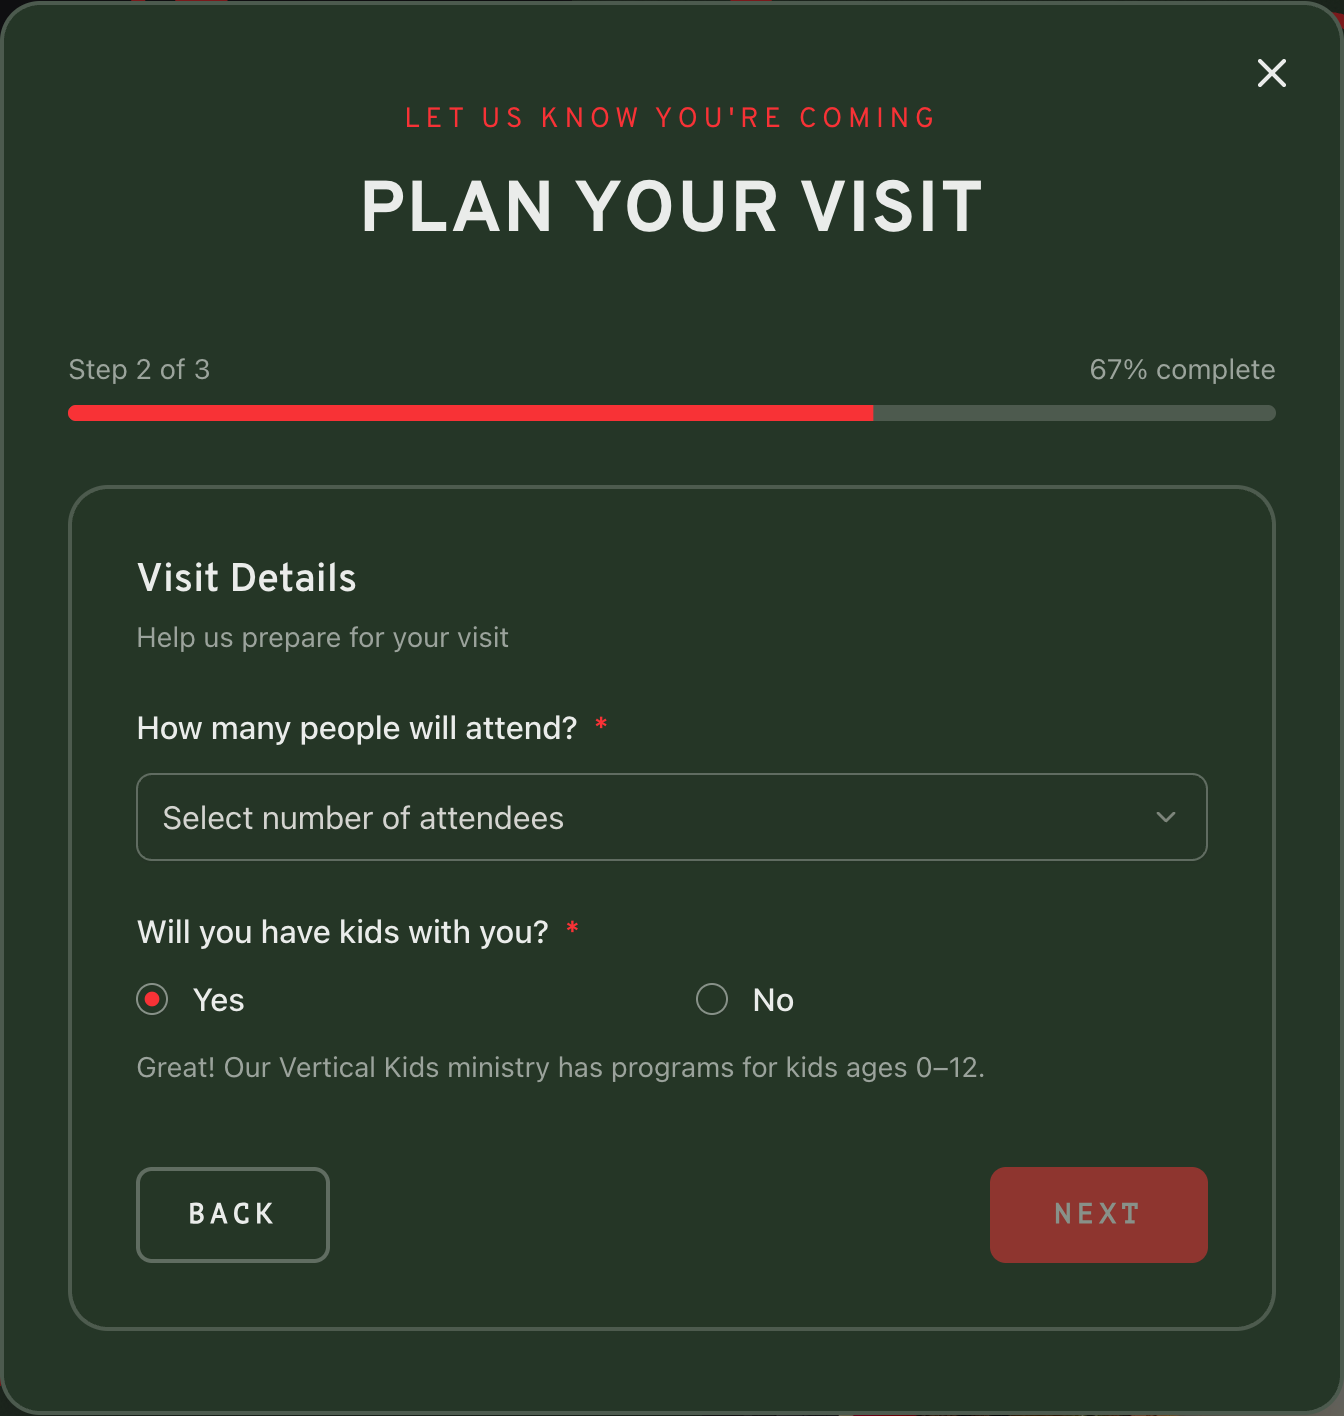 LET US KNOW YOU'RE COMING
PLAN YOUR VISIT
Step 2 of 3
67% complete
Visit Details
Help us prepare for your visit
How many people will attend? *
Select number of attendees
Will you have kids with you? *
Yes
No
Great! Our Vertical Kids ministry has programs for kids ages 0–12.
BACK
NEXT